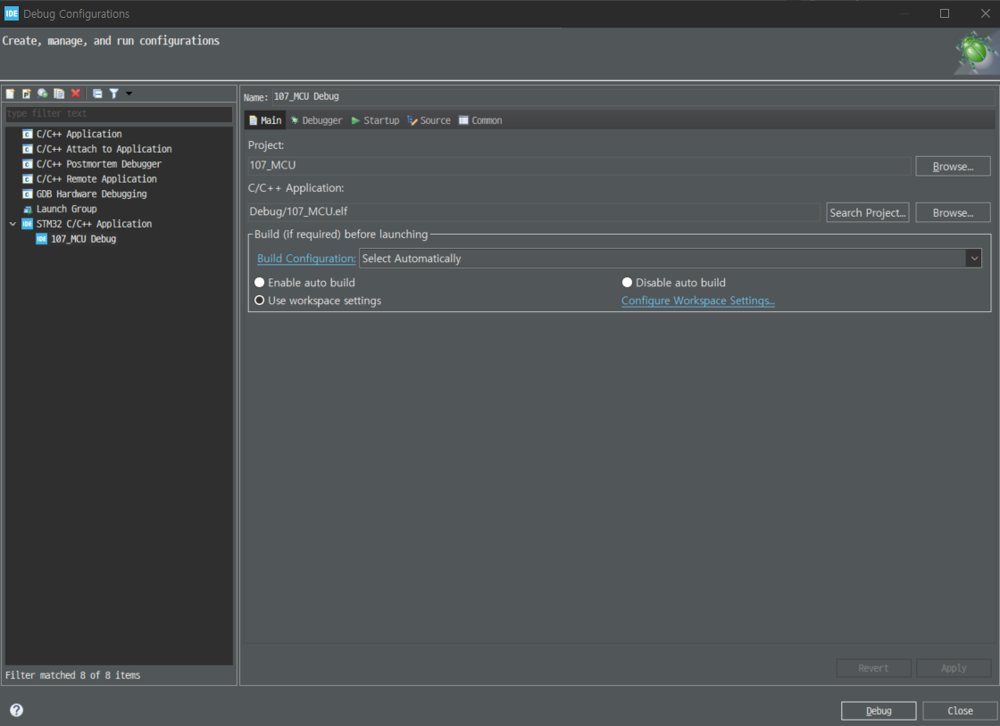 IDE Debug Configurations
Create, manage, and run configurations
type filter text
C/C++ Application
C/C++ Attach to Application
C/C++ Postmortem Debugger
C/C++ Remote Application
GDB Hardware Debugging
Launch Group
IDE STM32 C/C++ Application
IDE 107_MCU Debug
Filter matched 8 of 8 items
Name: 107_MCU Debug
Main Debugger Startup Source Common
Project:
107_MCU Browse...
C/C++ Application:
Debug/107_MCU.elf Search Project... Browse...
Build (if required) before launching
Build Configuration: Select Automatically
Enable auto build Disable auto build
Use workspace settings Configure Workspace Settings...
Revert Apply
Debug Close